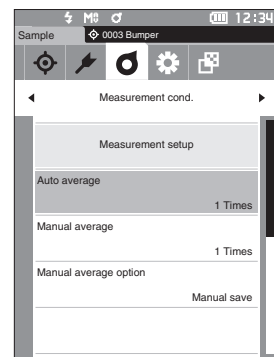 M 12:34
Sample 0003 Bumper
Measurement cond.
Measurement setup
Auto average
1 Times
Manual average
1 Times
Manual average option
Manual save